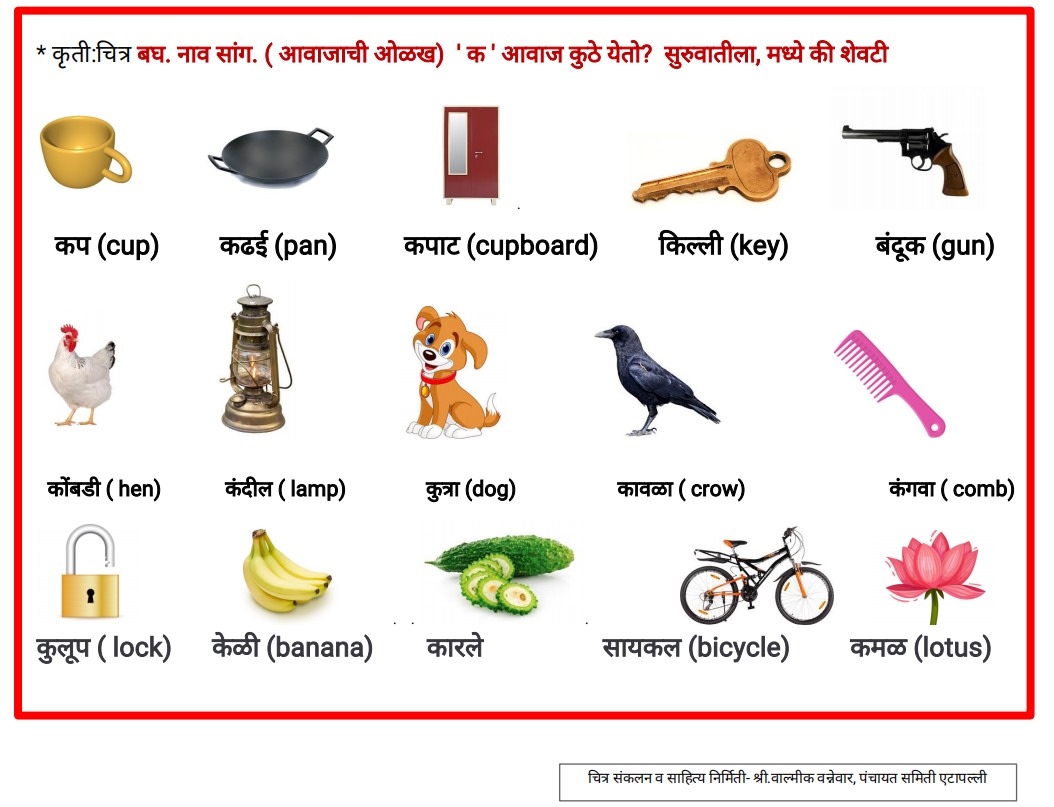 * कृती:चित्र बघ. नाव सांग. ( आवाजाची ओळख) ' क ' आवाज कुठे येतो? सुरुवातीला, मध्ये की शेवटी
कप (cup) कढई (pan) कपाट (cupboard) किल्ली (key) बंदूक (gun)
कोंबडी ( hen) कंदील ( lamp) कुत्रा (dog) कावळा ( crow) कंगवा ( comb)
कुलूप ( lock) केळी (banana) कारले सायकल (bicycle) कमळ (lotus)
चित्र संकलन व साहित्य निर्मिती- श्री.वाल्मीक वन्नेवार, पंचायत समिती एटापल्ली